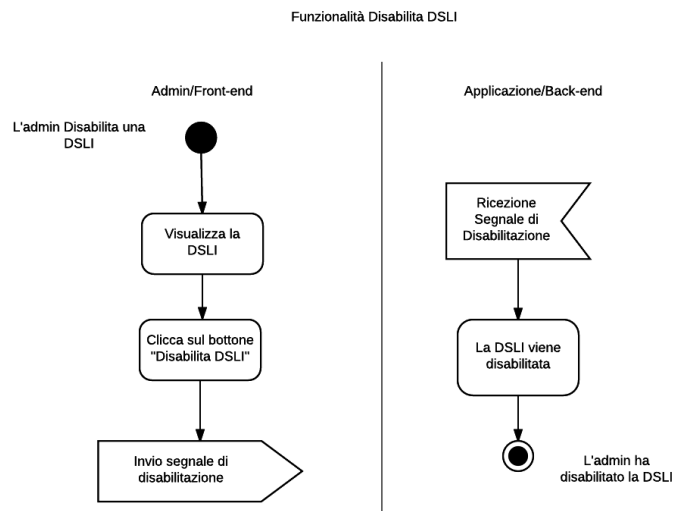 Funzionalità Disabilita DSLI
Admin/Front-end
Applicazione/Back-end
L'admin Disabilita una
DSLI
Visualizza la
DSLI
Clicca sul bottone
"Disabilita DSLI"
Invio segnale di
disabilitazione
Ricezione
Segnale di
Disabilitazione
La DSLI viene
disabilitata
L'admin ha
disabilitato la DSLI